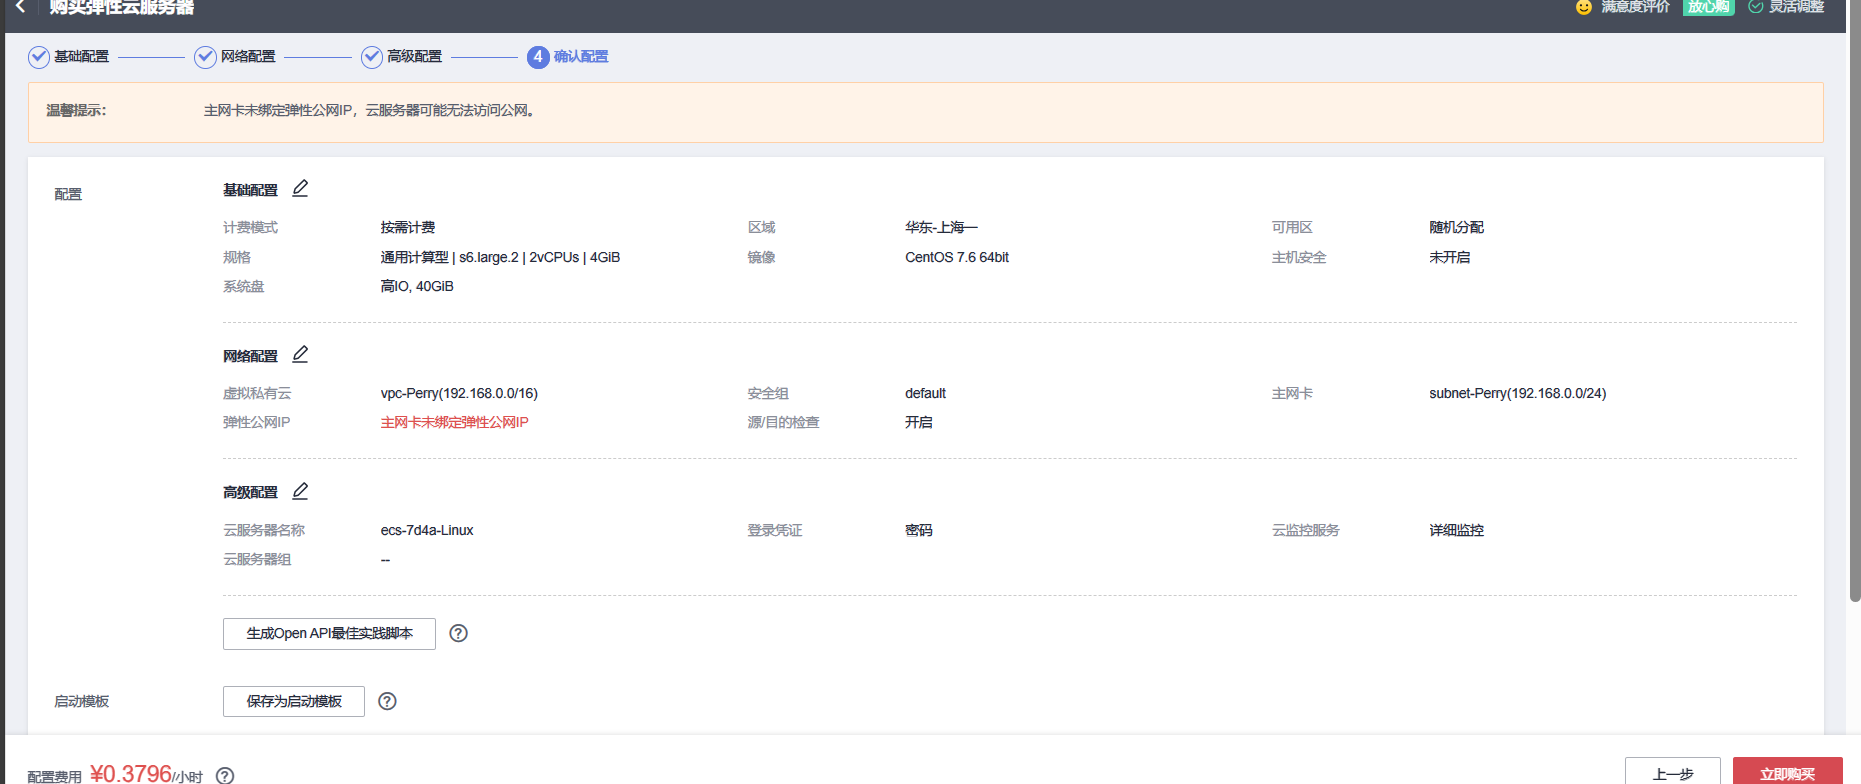 购买弹性云服务器 满意度评价 放心购 灵活调整
基础配置 网络配置 高级配置 4 确认配置
温馨提示: 主网卡未绑定弹性公网IP，云服务器可能无法访问公网。
配置 基础配置
计费模式 按需计费 区域 华东-上海一 可用区 随机分配
规格 通用计算型 | s6.large.2 | 2vCPUs | 4GiB 镜像 CentOS 7.6 64bit 主机安全 未开启
系统盘 高IO, 40GiB
网络配置
虚拟私有云 vpc-Perry(192.168.0.0/16) 安全组 default 主网卡 subnet-Perry(192.168.0.0/24)
弹性公网IP 主网卡未绑定弹性公网IP 源/目的检查 开启
高级配置
云服务器名称 ecs-7d4a-Linux 登录凭证 密码 云监控服务 详细监控
云服务器组 --
生成Open API最佳实践脚本 ?
启动模板 保存为启动模板 ?
配置费用 ¥0.3796/小时 ? 上一步 立即购买